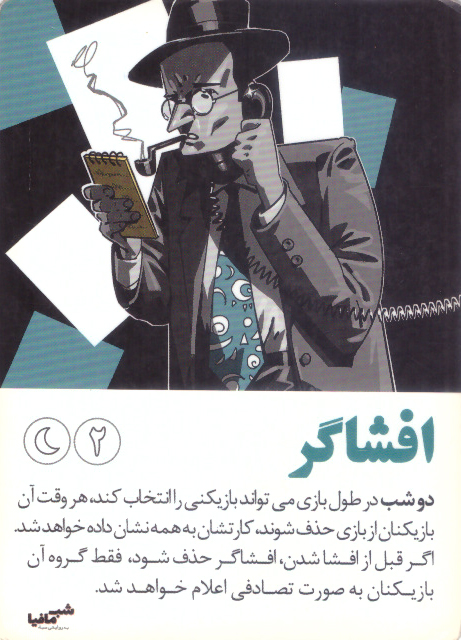 افشاگر
۲
دو شب در طول بازی می تواند بازیکنی را انتخاب کند، هر وقت آن
بازیکنان از بازی حذف شوند، کارتشان به همه نشان داده خواهد شد.
اگر قبل از افشا شدن، افشاگر حذف شود، فقط گروه آن
بازیکنان به صورت تصادفی اعلام خواهد شد.
شب
مافیا